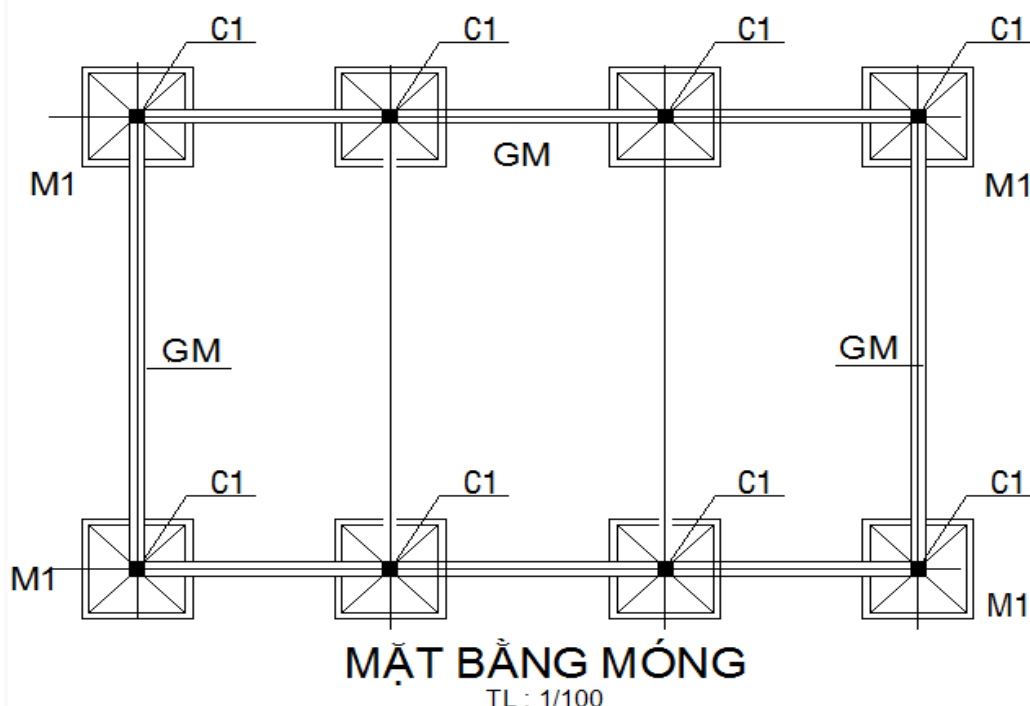 C1 C1 C1 C1
GM
M1 M1
GM GM
C1 C1 C1 C1
M1 M1
MẶT BẰNG MÓNG
TL : 1/100